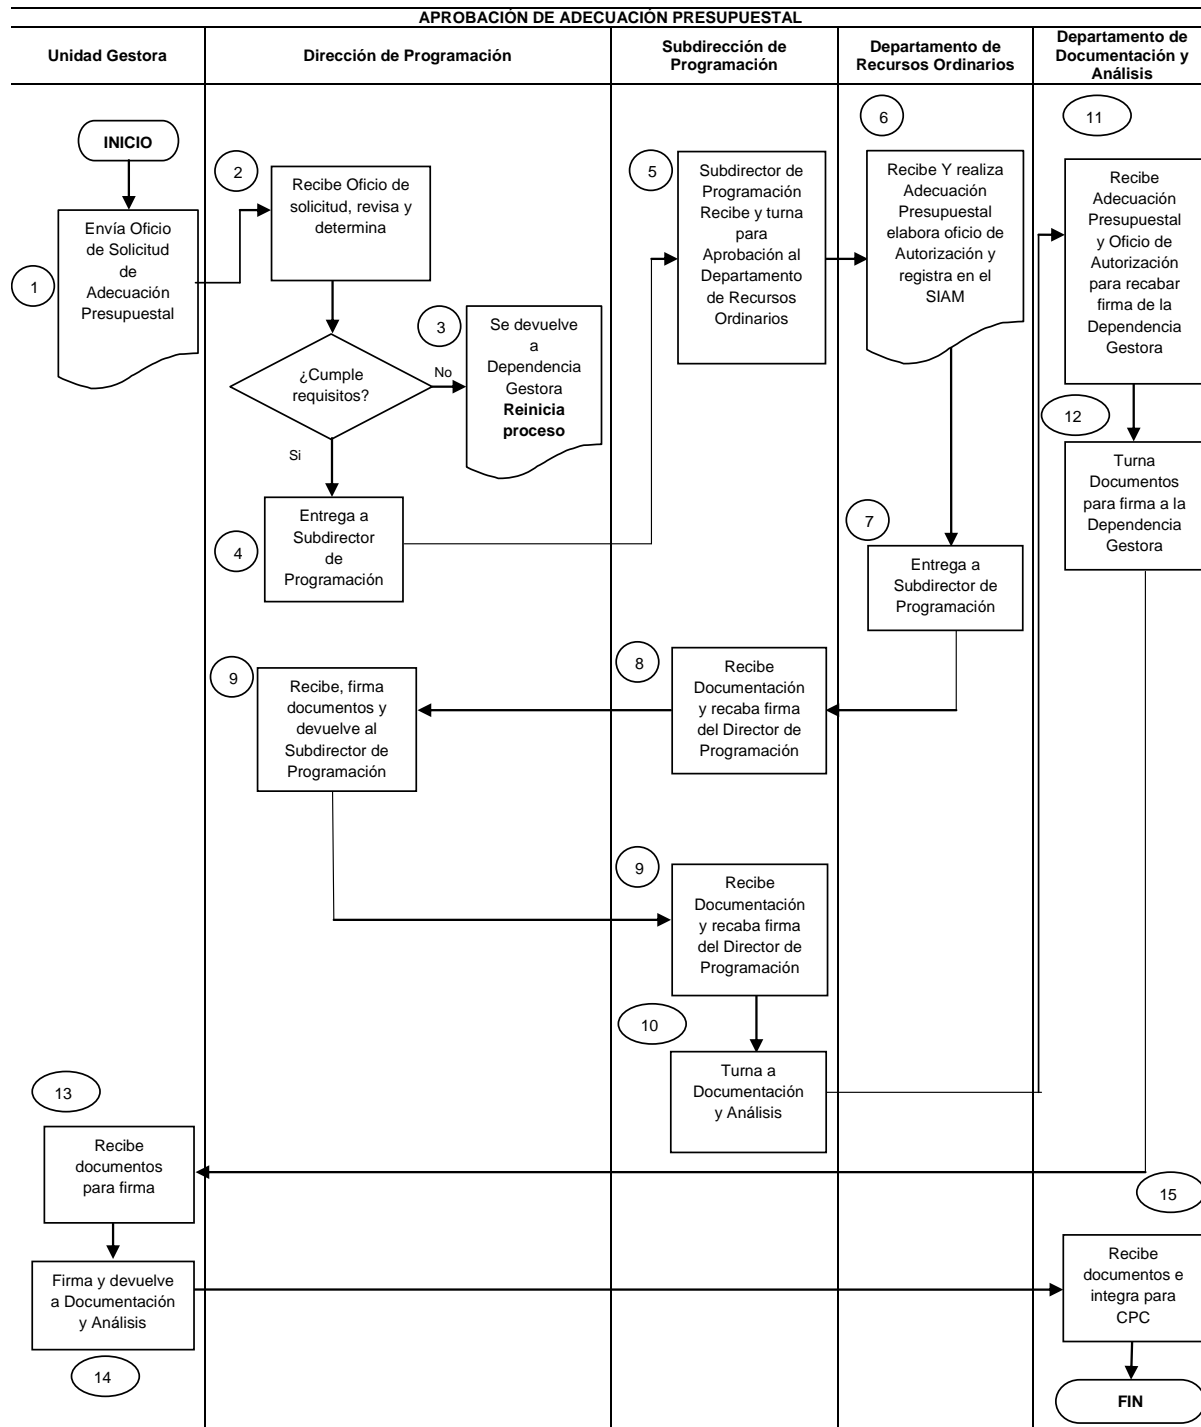 APROBACIÓN DE ADECUACIÓN PRESUPUESTAL
Unidad Gestora
Dirección de Programación
Subdirección de
Programación
Departamento de
Recursos Ordinarios
Departamento de
Documentación y
Análisis
INICIO
1
Envía Oficio
de Solicitud
de
Adecuación
Presupuestal
2
Recibe Oficio de
solicitud, revisa y
determina
¿Cumple
requisitos?
No
Si
3
Se devuelve
a
Dependencia
Gestora
Reinicia
proceso
4
Entrega a
Subdirector
de
Programación
5
Subdirector de
Programación
Recibe y turna
para
Aprobación al
Departamento
de Recursos
Ordinarios
6
Recibe Y realiza
Adecuación
Presupuestal
elabora oficio de
Autorización y
registra en el
SIAM
7
Entrega a
Subdirector de
Programación
8
Recibe
Documentación
y recaba firma
del Director de
Programación
9
Recibe, firma
documentos y
devuelve al
Subdirector de
Programación
9
Recibe
Documentación
y recaba firma
del Director de
Programación
10
Turna a
Documentación
y Análisis
11
Recibe
Adecuación
Presupuestal
y Oficio de
Autorización
para recabar
firma de la
Dependencia
Gestora
12
Turna
Documentos
para firma a la
Dependencia
Gestora
13
Recibe
documentos
para firma
Firma y devuelve
a Documentación
y Análisis
14
15
Recibe
documentos e
integra para
CPC
FIN